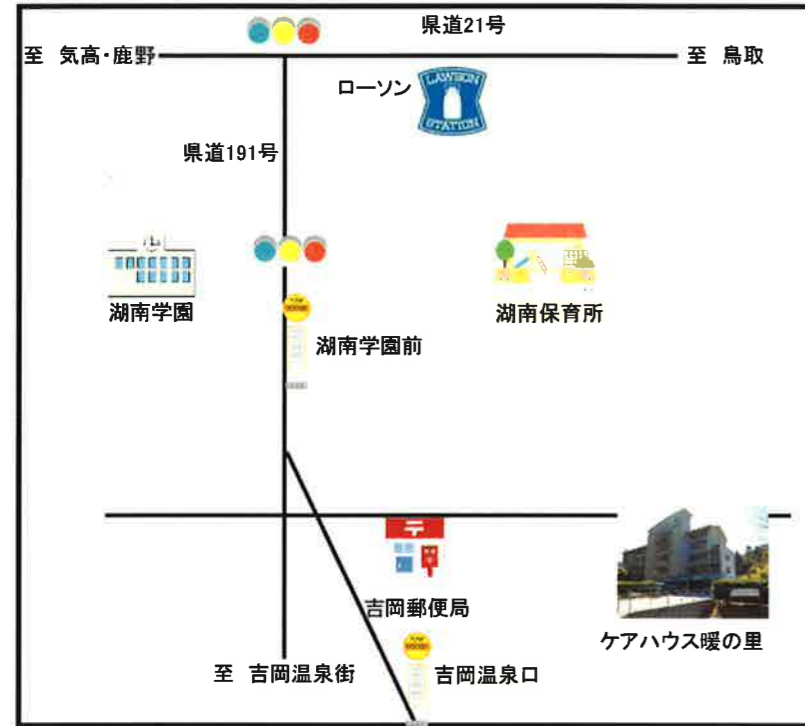 県道21号
至 気高・鹿野
至 鳥取
ローソン
LAWSON
STATION
県道191号
湖南学園
湖南保育所
湖南学園前
〒
吉岡郵便局
ケアハウス暖の里
至 吉岡温泉街
吉岡温泉口